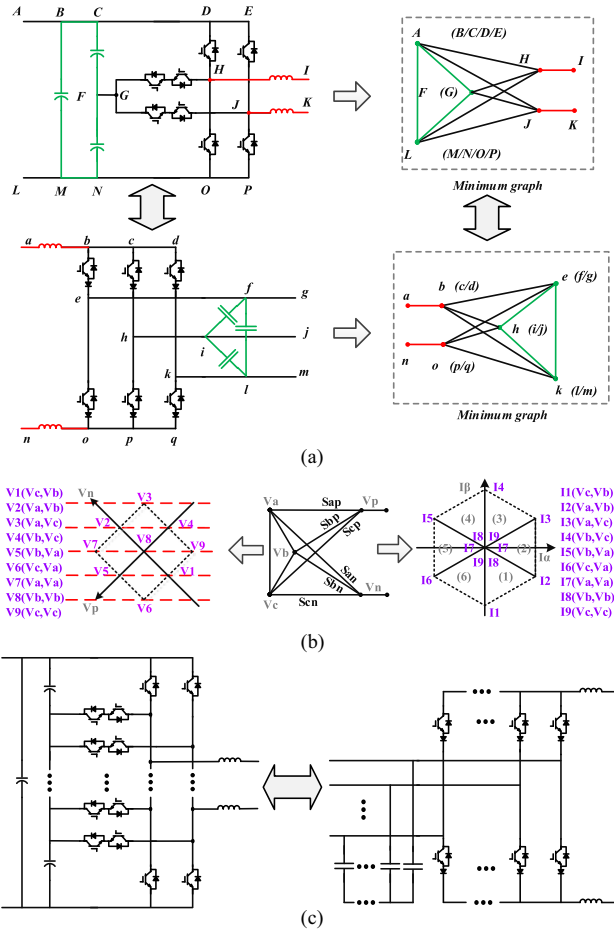 A B C D E
F G H I
J K
L M N O P
A (B/C/D/E)
H I
F (G)
J K
L (M/N/O/P)
Minimum graph
a b c d
e f g
h i j
k l m
n o p q
b (c/d) e (f/g)
a
h (i/j)
n o (p/q)
k (l/m)
Minimum graph
(a)
V1(Vc,Vb)
V2(Va,Vb)
V3(Va,Vc)
V4(Vb,Vc)
V5(Vb,Va)
V6(Vc,Va)
V7(Va,Va)
V8(Vb,Vb)
V9(Vc,Vc)
Vn V3
V2 V4
V7 V8 V9
V5 V1
Vp V6
Va Sap Vp
Sbp
Scp
Vb
San
Sbn
Vc Scn Vn
Iβ I4
I5 (4) (3) I3
I8 I9
(5) I7 I7 (2) Iα
I9 I8
I6 (6) (1) I2
I1
I1(Vc,Vb)
I2(Va,Vb)
I3(Va,Vc)
I4(Vb,Vc)
I5(Vb,Va)
I6(Vc,Va)
I7(Va,Va)
I8(Vb,Vb)
I9(Vc,Vc)
(b)
(c)